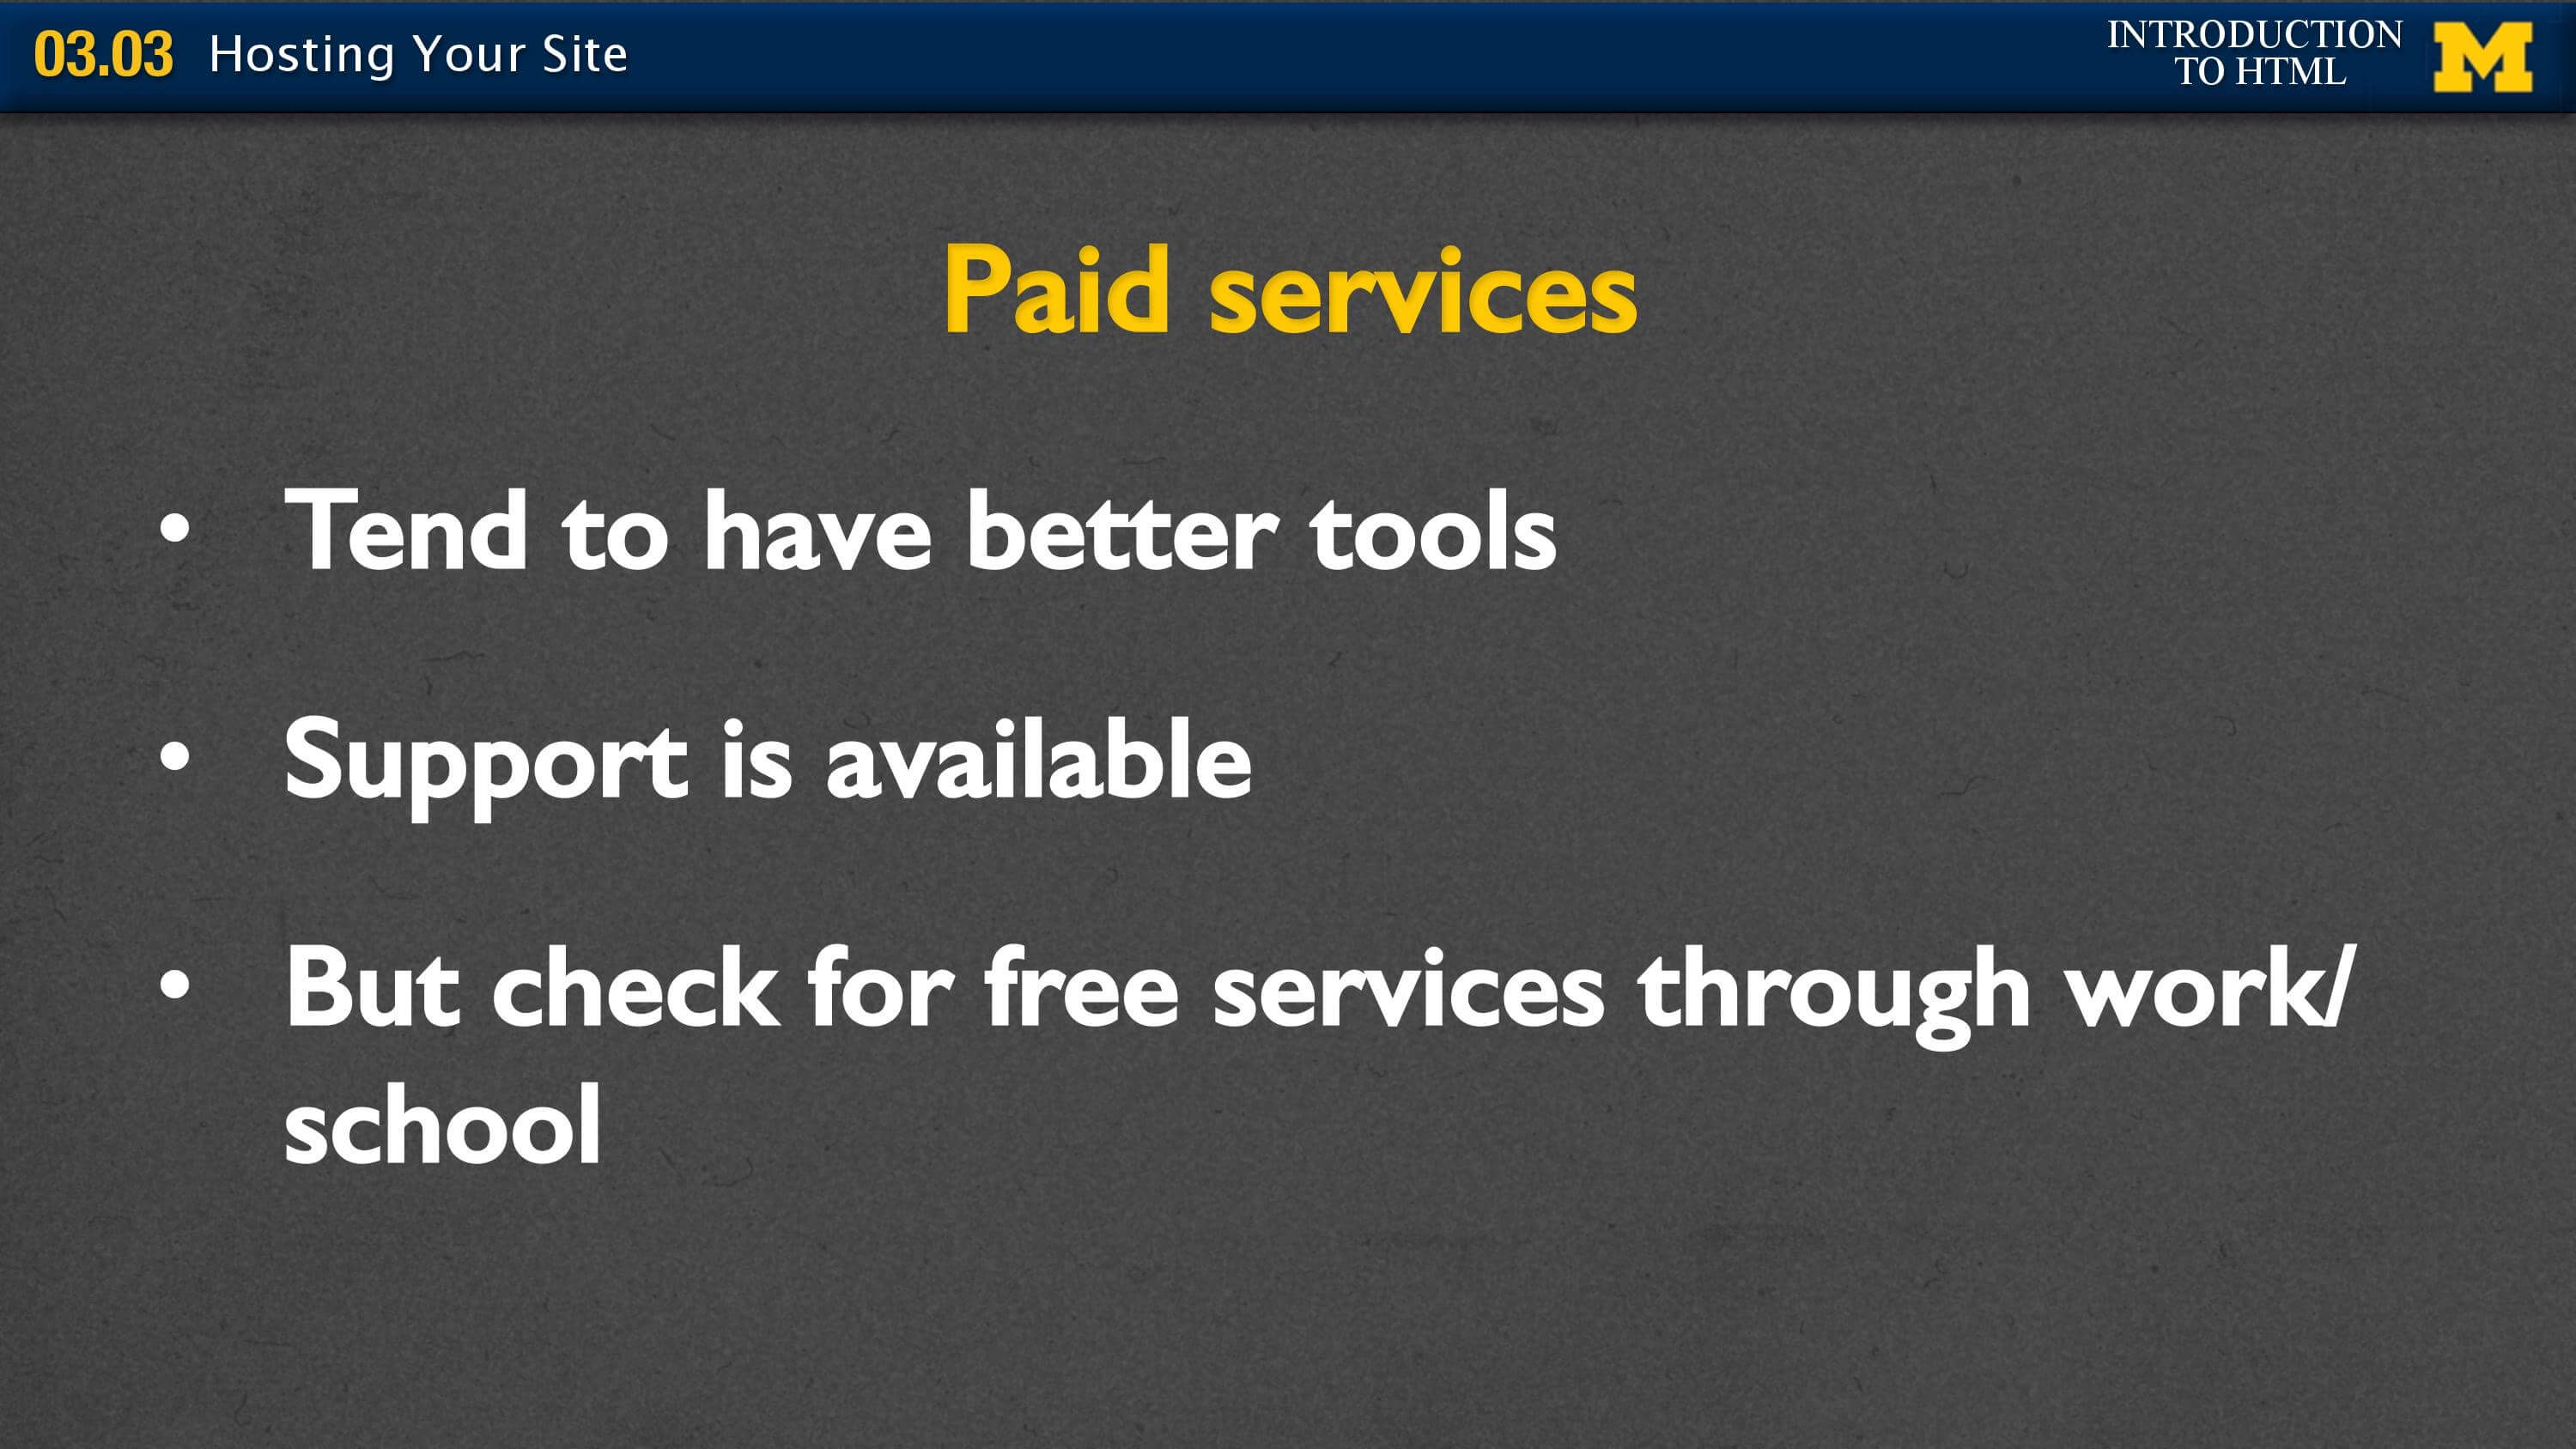 03.03 Hosting Your Site
INTRODUCTION
TO HTML
M
Paid services
• Tend to have better tools
• Support is available
• But check for free services through work/
school